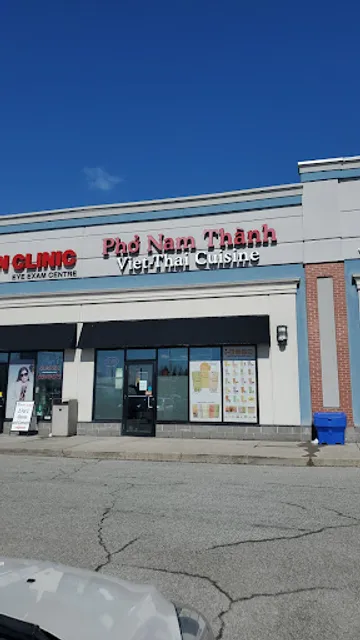 N CLINIC
EYE EXAM CENTRE
Phở Nam Thành
Viet-Thai Cuisine